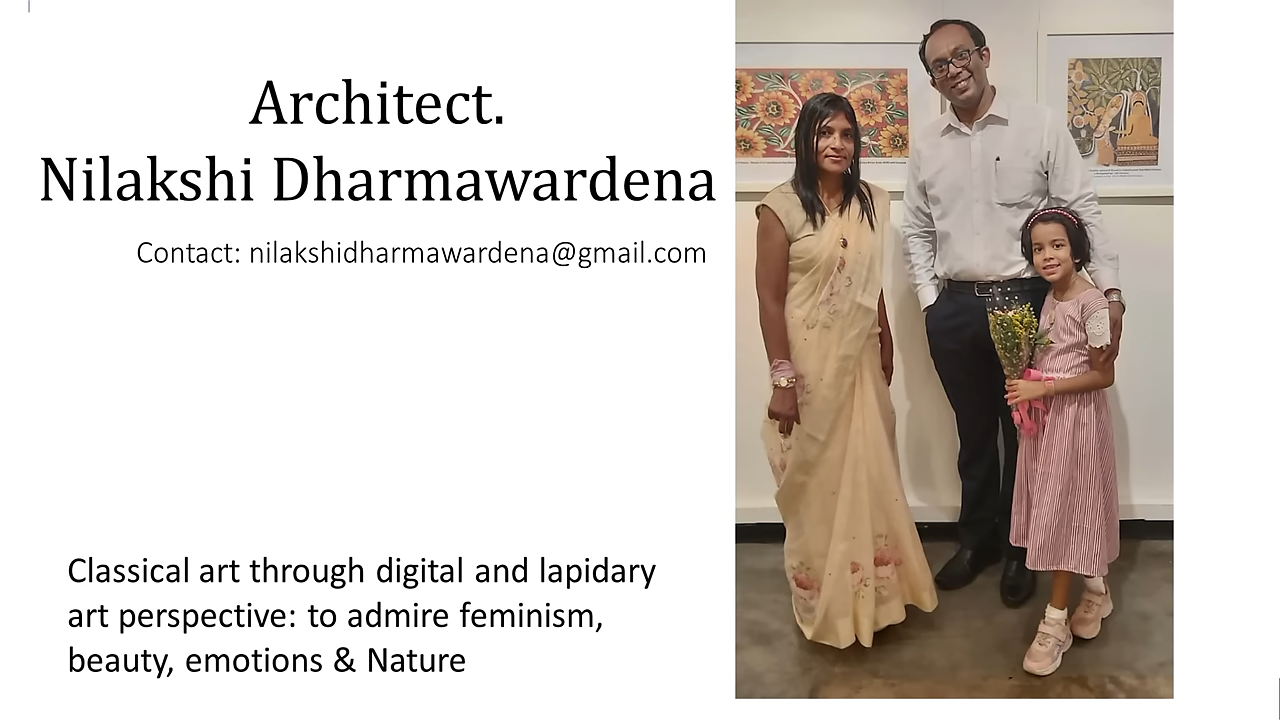 Architect.
Nilakshi Dharmawardena
Contact: nilakshidharmawardena@gmail.com
Classical art through digital and lapidary
art perspective: to admire feminism,
beauty, emotions & Nature